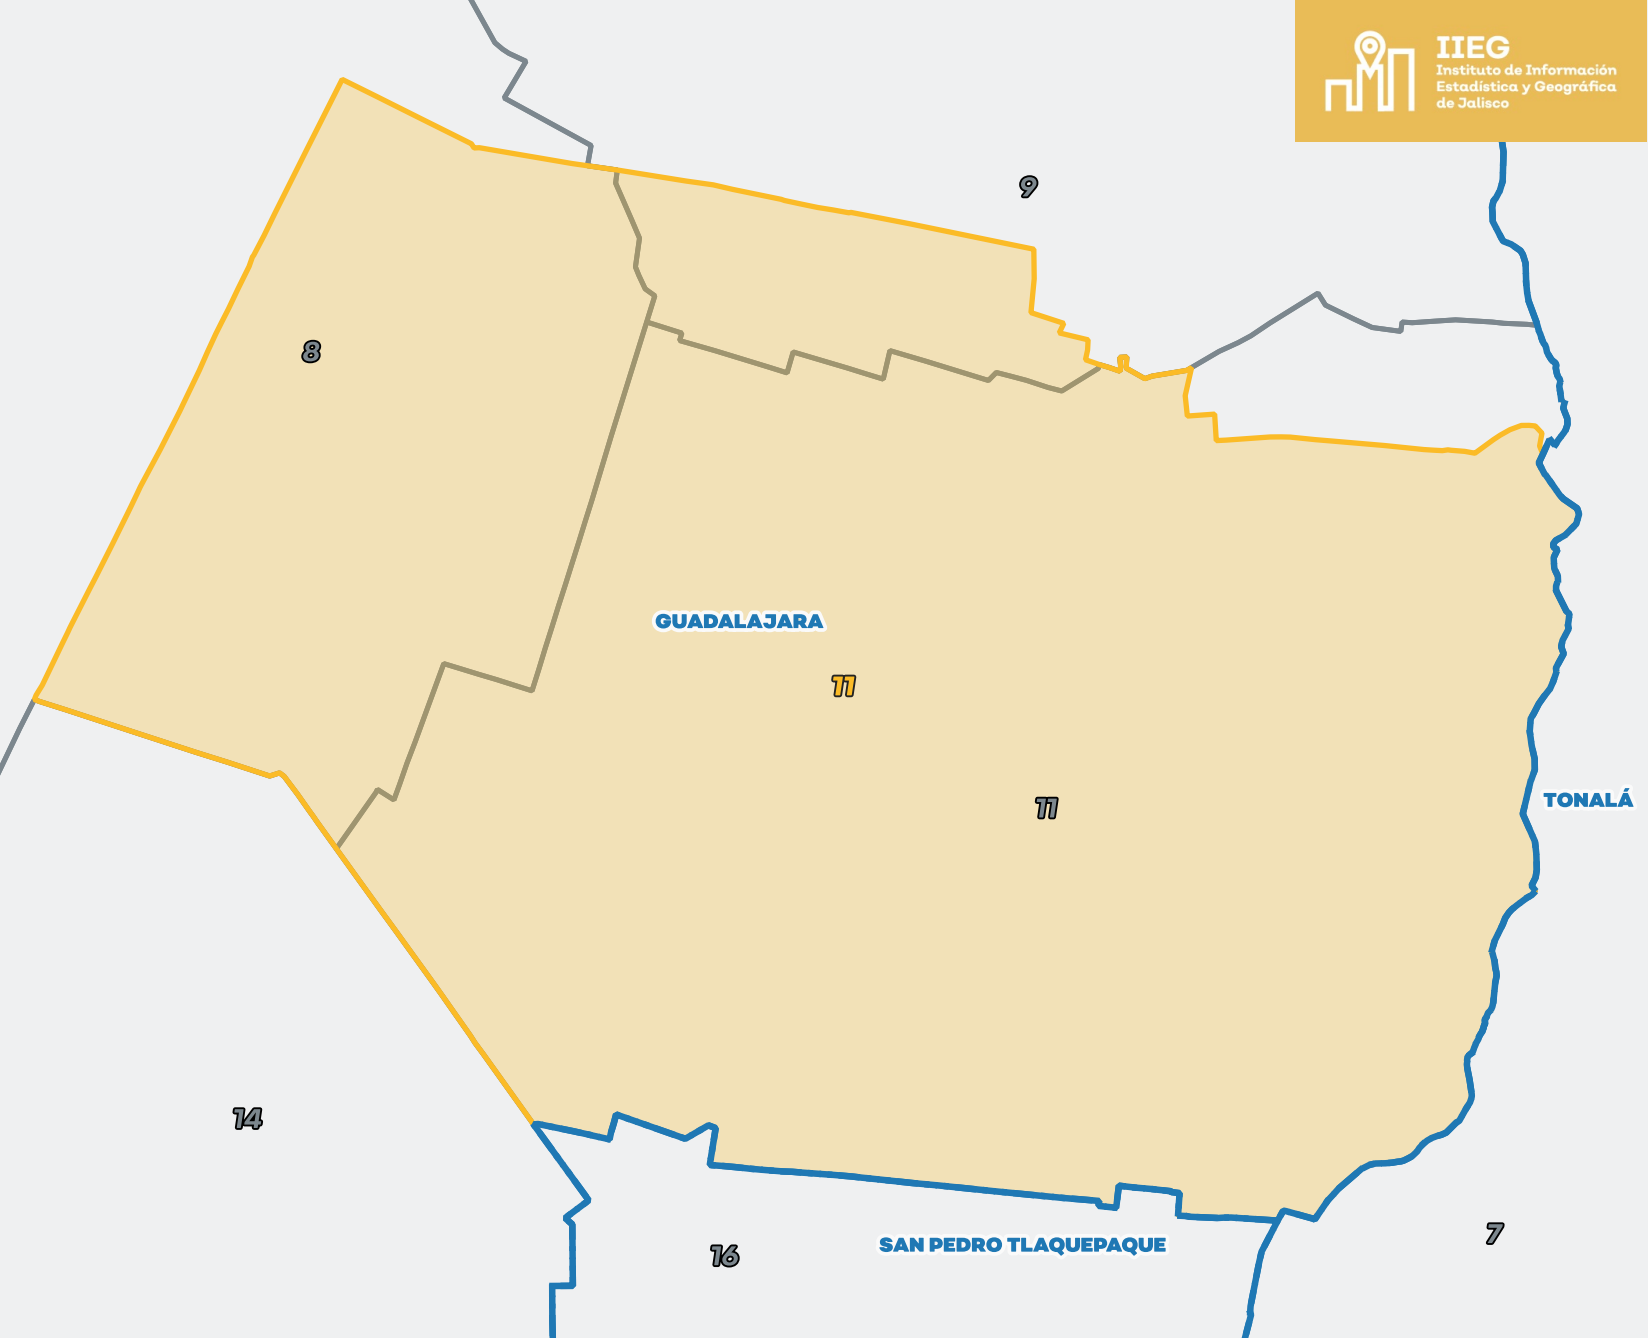 IIEG
Instituto de Información
Estadística y Geográfica
de Jalisco
9
8
GUADALAJARA
11
TONALÁ
11
14
7
SAN PEDRO TLAQUEPAQUE
16